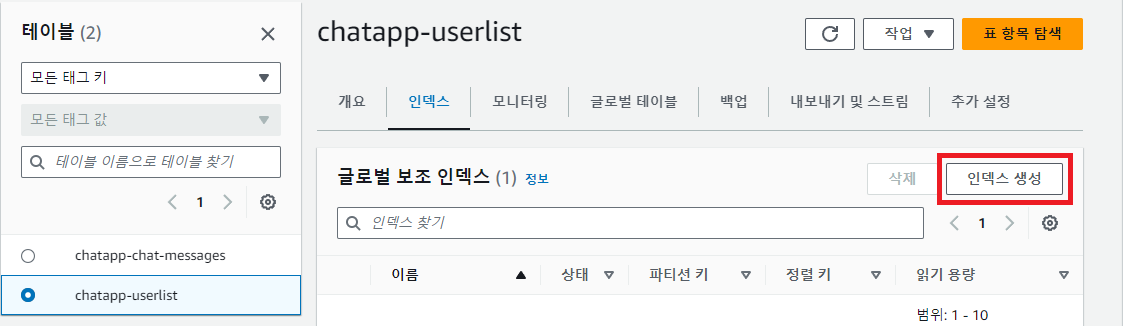 테이블 (2)
모든 태그 키
모든 태그 값
테이블 이름으로 테이블 찾기
1
chatapp-chat-messages
chatapp-userlist
chatapp-userlist
작업
표 항목 탐색
개요 인덱스 모니터링 글로벌 테이블 백업 내보내기 및 스트림 추가 설정
글로벌 보조 인덱스 (1) 정보
삭제 인덱스 생성
인덱스 찾기
1
이름 상태 파티션 키 정렬 키 읽기 용량
범위: 1 - 10